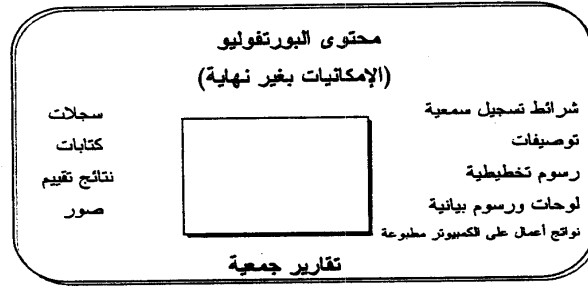 محتوى البورتفوليو
(الإمكانيات بغير نهاية)
شرائط تسجيل سمعية
توصيفات
رسوم تخطيطية
لوحات ورسوم بيانية
نواتج أعمال على الكمبيوتر مطبوعة
سجلات
كتابات
نتائج تقييم
صور
تقارير جمعية